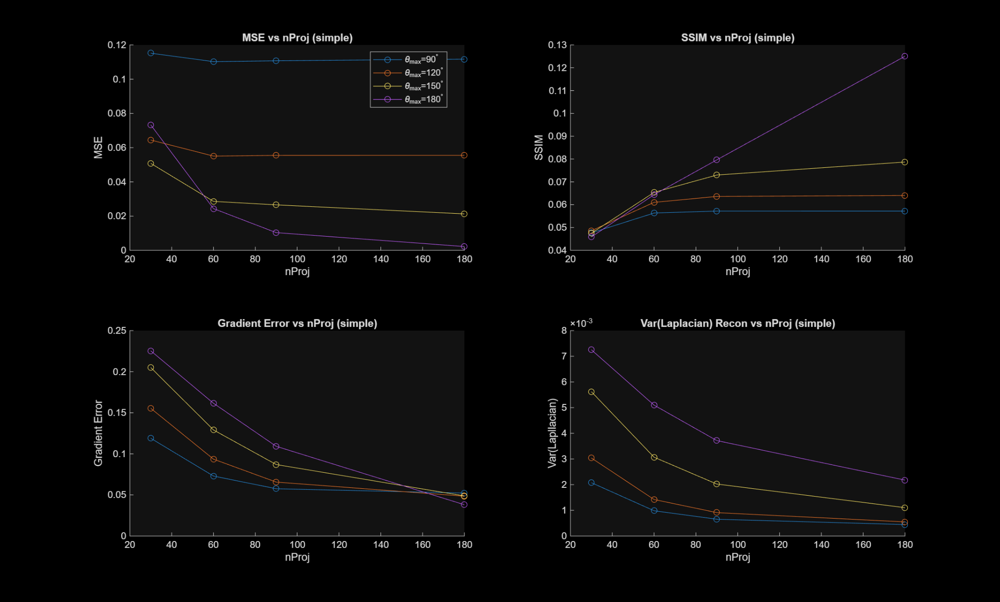 MSE vs nProj (simple)
0.12
0.1
0.08
0.06
0.04
0.02
0
MSE
20 40 60 80 100 120 140 160 180
nProj
θmax=90°
θmax=120°
θmax=150°
θmax=180°
SSIM vs nProj (simple)
0.13
0.12
0.11
0.1
0.09
0.08
0.07
0.06
0.05
0.04
SSIM
20 40 60 80 100 120 140 160 180
nProj
Gradient Error vs nProj (simple)
0.25
0.2
0.15
0.1
0.05
0
Gradient Error
20 40 60 80 100 120 140 160 180
nProj
×10-3
Var(Laplacian) Recon vs nProj (simple)
8
7
6
5
4
3
2
1
0
Var(Lapllacian)
20 40 60 80 100 120 140 160 180
nProj